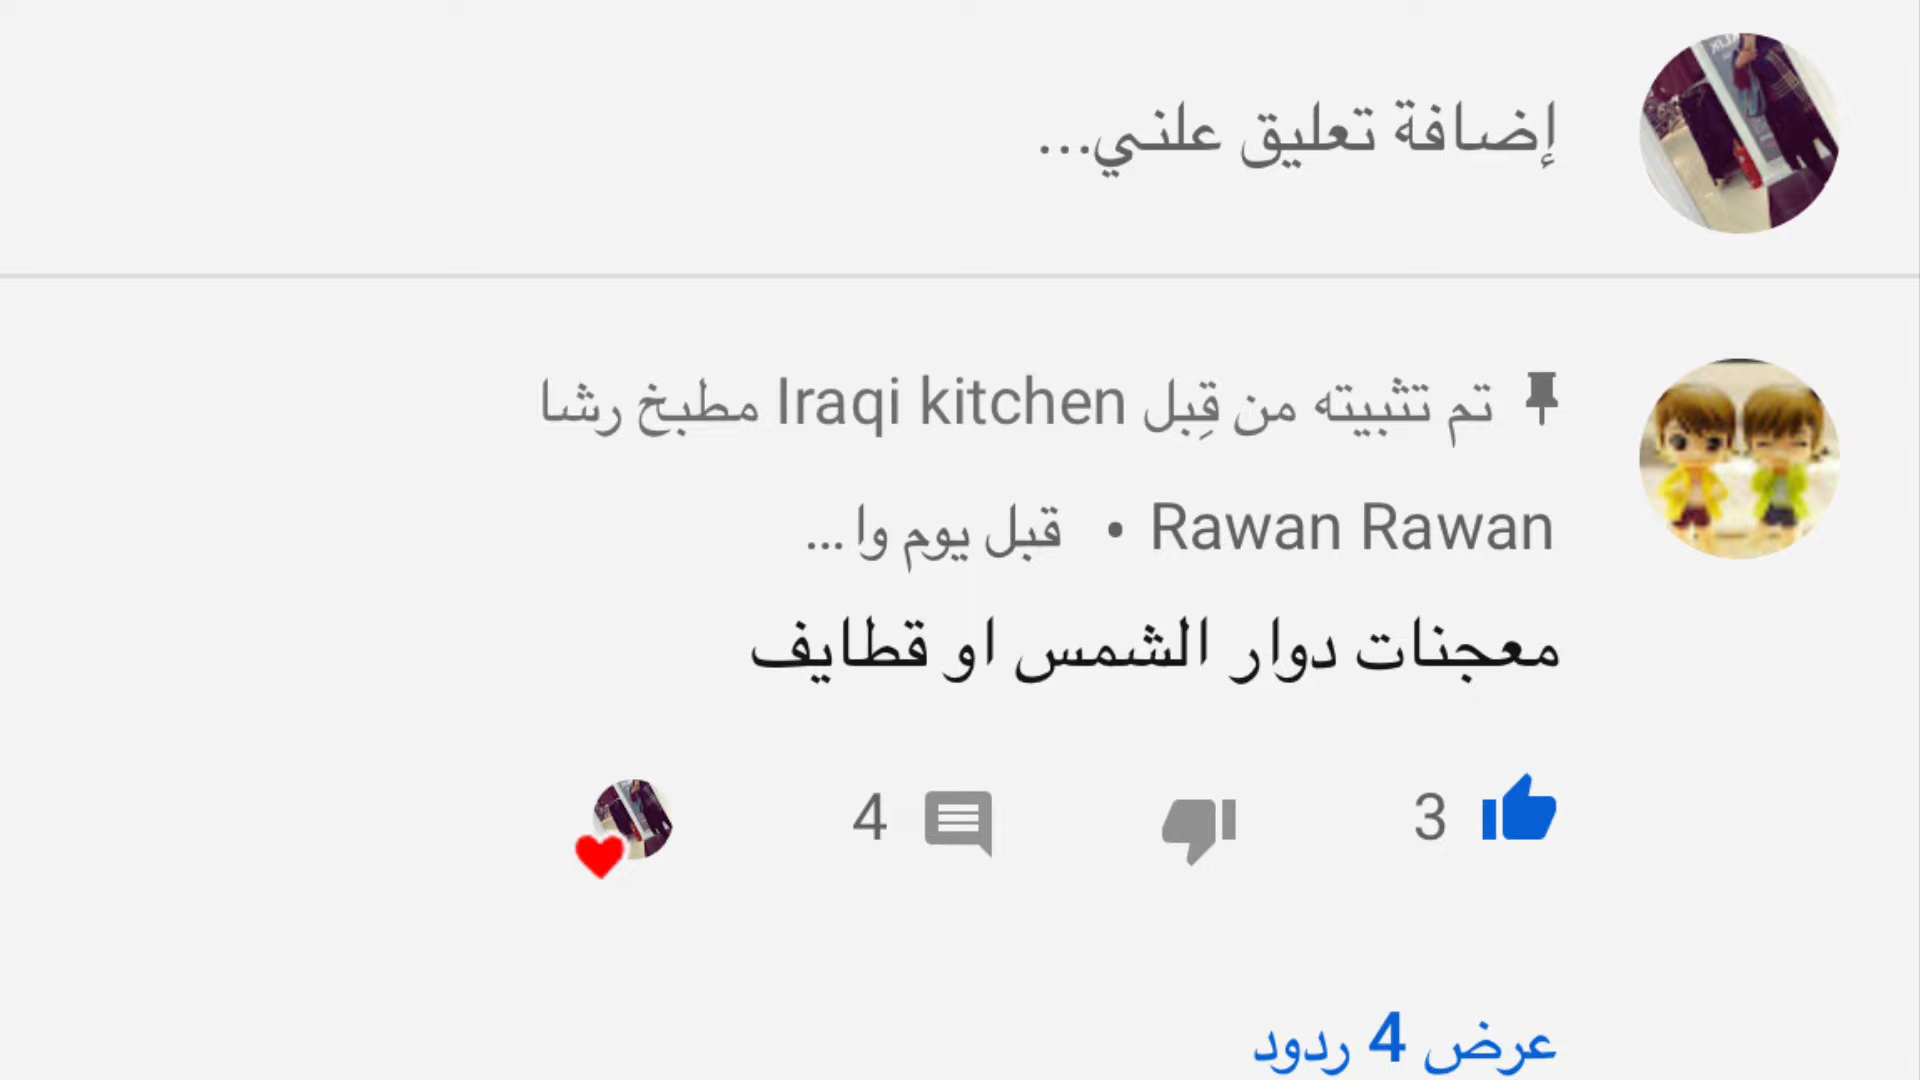 إضافة تعليق علني...
تم تثبيته من قِبل Iraqi kitchen مطبخ رشا
Rawan Rawan • قبل يوم وا...
معجنات دوار الشمس او قطايف
3 4
عرض 4 ردود